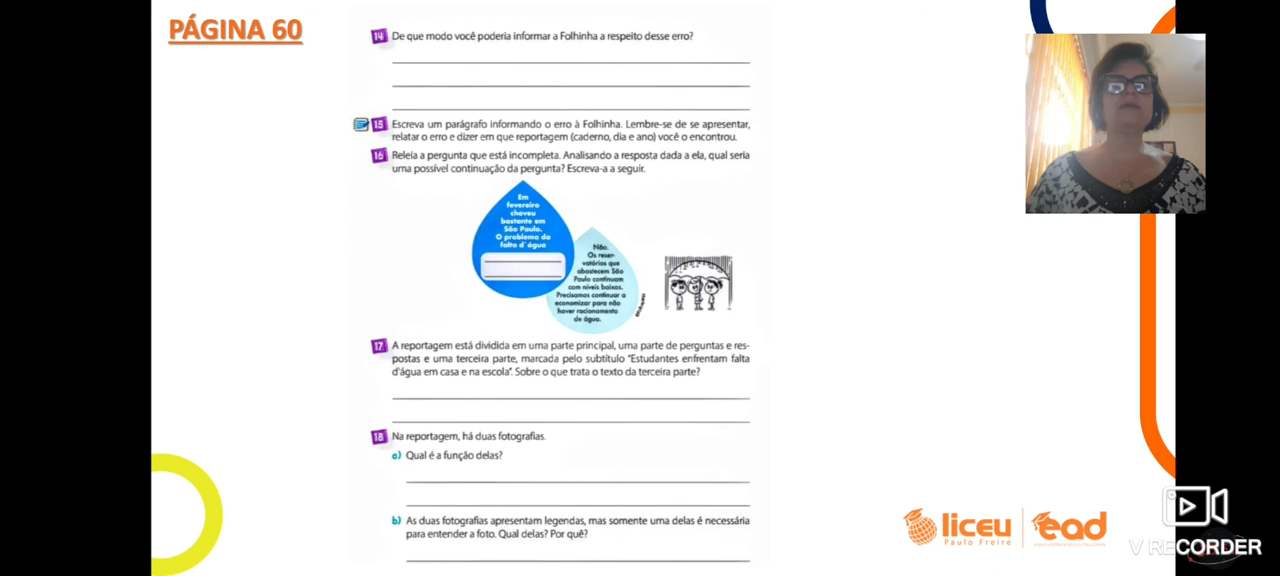 PÁGINA 60
14 De que modo você poderia informar a Folhinha a respeito desse erro?
15 Escreva um parágrafo informando o erro à Folhinha. Lembre-se de se apresentar,
relatar o erro e dizer em que reportagem (caderno, dia e ano) você o encontrou.
16 Releia a pergunta que está incompleta. Analisando a resposta dada a ela, qual seria
uma possível continuação da pergunta? Escreva-a a seguir.
Em
fevereiro
choveu
bastante em
São Paulo.
O problema da
falta d'água
Não.
Os reser-
vatórios que
abastecem São
Paulo continuam
com níveis baixos.
Precisamos continuar a
economizar para não
haver racionamento
de água.
17 A reportagem está dividida em uma parte principal, uma parte de perguntas e res-
postas e uma terceira parte, marcada pelo subtítulo "Estudantes enfrentam falta
d'água em casa e na escola". Sobre o que trata o texto da terceira parte?
18 Na reportagem, há duas fotografias.
a) Qual é a função delas?
b) As duas fotografias apresentam legendas, mas somente uma delas é necessária
para entender a foto. Qual delas? Por quê?
liceu
Paulo Freire
ead
V RECORDER